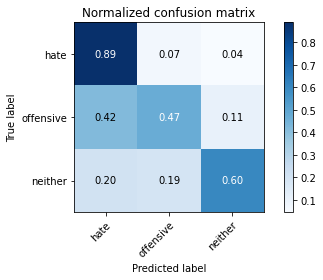 Normalized confusion matrix
hate 0.89 0.07 0.04
offensive 0.42 0.47 0.11
neither 0.20 0.19 0.60
hate offensive neither
True label
Predicted label
0.8
0.7
0.6
0.5
0.4
0.3
0.2
0.1